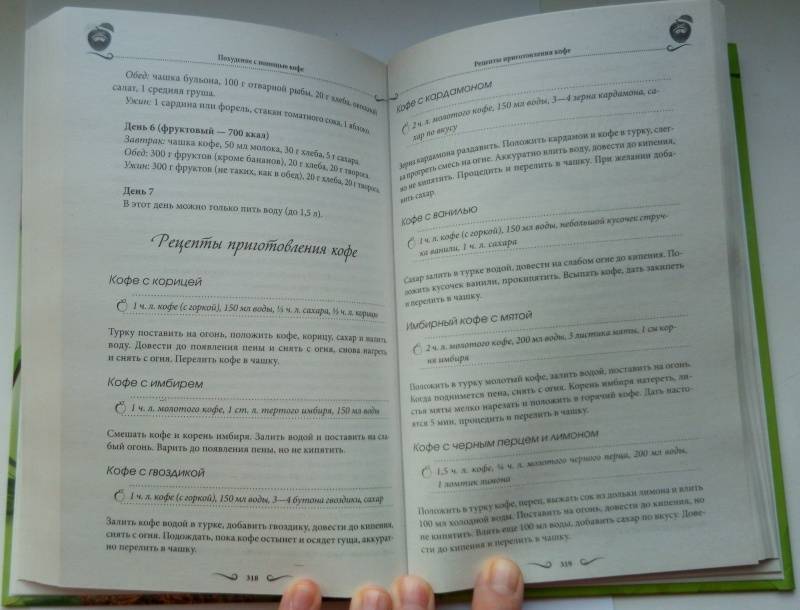 Похудение с помощью кофе
Обед: чашка бульона, 100 г отварной рыбы, 20 г хлеба, овощной
салат, 1 средняя груша.
Ужин: 1 сардина или форель, стакан томатного сока, 1 яблоко.
День 6 (фруктовый — 700 ккал)
Завтрак: чашка кофе, 50 мл молока, 30 г хлеба, 5 г сахара.
Обед: 300 г фруктов (кроме бананов), 20 г хлеба, 20 г творога.
Ужин: 300 г фруктов (не таких, как в обед), 20 г хлеба, 20 г творога.
День 7
В этот день можно только пить воду (до 1,5 л).
Рецепты приготовления кофе
Кофе с корицей
1 ч. л. кофе (с горкой), 150 мл воды, ½ ч. л. сахара, ½ ч. л. корицы
Турку поставить на огонь, положить кофе, корицу, сахар и налить
воду. Довести до появления пены и снять с огня, снова нагреть
и снять с огня. Перелить кофе в чашку.
Кофе с имбирем
1 ч. л. молотого кофе, 1 ст. л. тертого имбиря, 150 мл воды
Смешать кофе и корень имбиря. Залить водой и поставить на сла-
бый огонь. Варить до появления пены, но не кипятить.
Кофе с гвоздикой
1 ч. л. кофе (с горкой), 150 мл воды, 3—4 бутона гвоздики, сахар
Залить кофе водой в турке, добавить гвоздику, довести до кипения,
снять с огня. Подождать, пока кофе остынет и осядет гуща, аккурат-
но перелить в чашку.
318
Рецепты приготовления кофе
Кофе с кардамоном
2 ч. л. молотого кофе, 150 мл воды, 3—4 зерна кардамона, са-
хар по вкусу
Зерна кардамона раздавить. Положить кардамон и кофе в турку, слег-
ка прогреть смесь на огне. Аккуратно влить воду, довести до кипения,
но не кипятить. Процедить и перелить в чашку. При желании доба-
вить сахар.
Кофе с ванилью
1 ч. л. кофе (с горкой), 150 мл воды, небольшой кусочек струч-
ка ванили, 1 ч. л. сахара
Сахар залить в турке водой, довести на слабом огне до кипения. По-
ложить кусочек ванили, прокипятить. Всыпать кофе, дать закипеть
и перелить в чашку.
Имбирный кофе с мятой
2 ч. л. молотого кофе, 200 мл воды, 3 листика мяты, 1 см кор-
ня имбиря
Положить в турку молотый кофе, залить водой, поставить на огонь.
Когда поднимется пена, снять с огня. Корень имбиря натереть, ли-
стья мяты мелко нарезать и положить в горячий кофе. Дать насто-
ятся 5 мин, процедить и перелить в чашку.
Кофе с черным перцем и лимоном
1,5 ч. л. кофе, ¼ ч. л. молотого черного перца, 200 мл воды,
1 ломтик лимона
Положить в турку кофе, перец, выжать сок из дольки лимона и влить
100 мл холодной воды. Поставить на огонь, довести до кипения, но
не кипятить. Влить еще 100 мл воды, добавить сахар по вкусу. Дове-
сти до кипения и перелить в чашку.
319